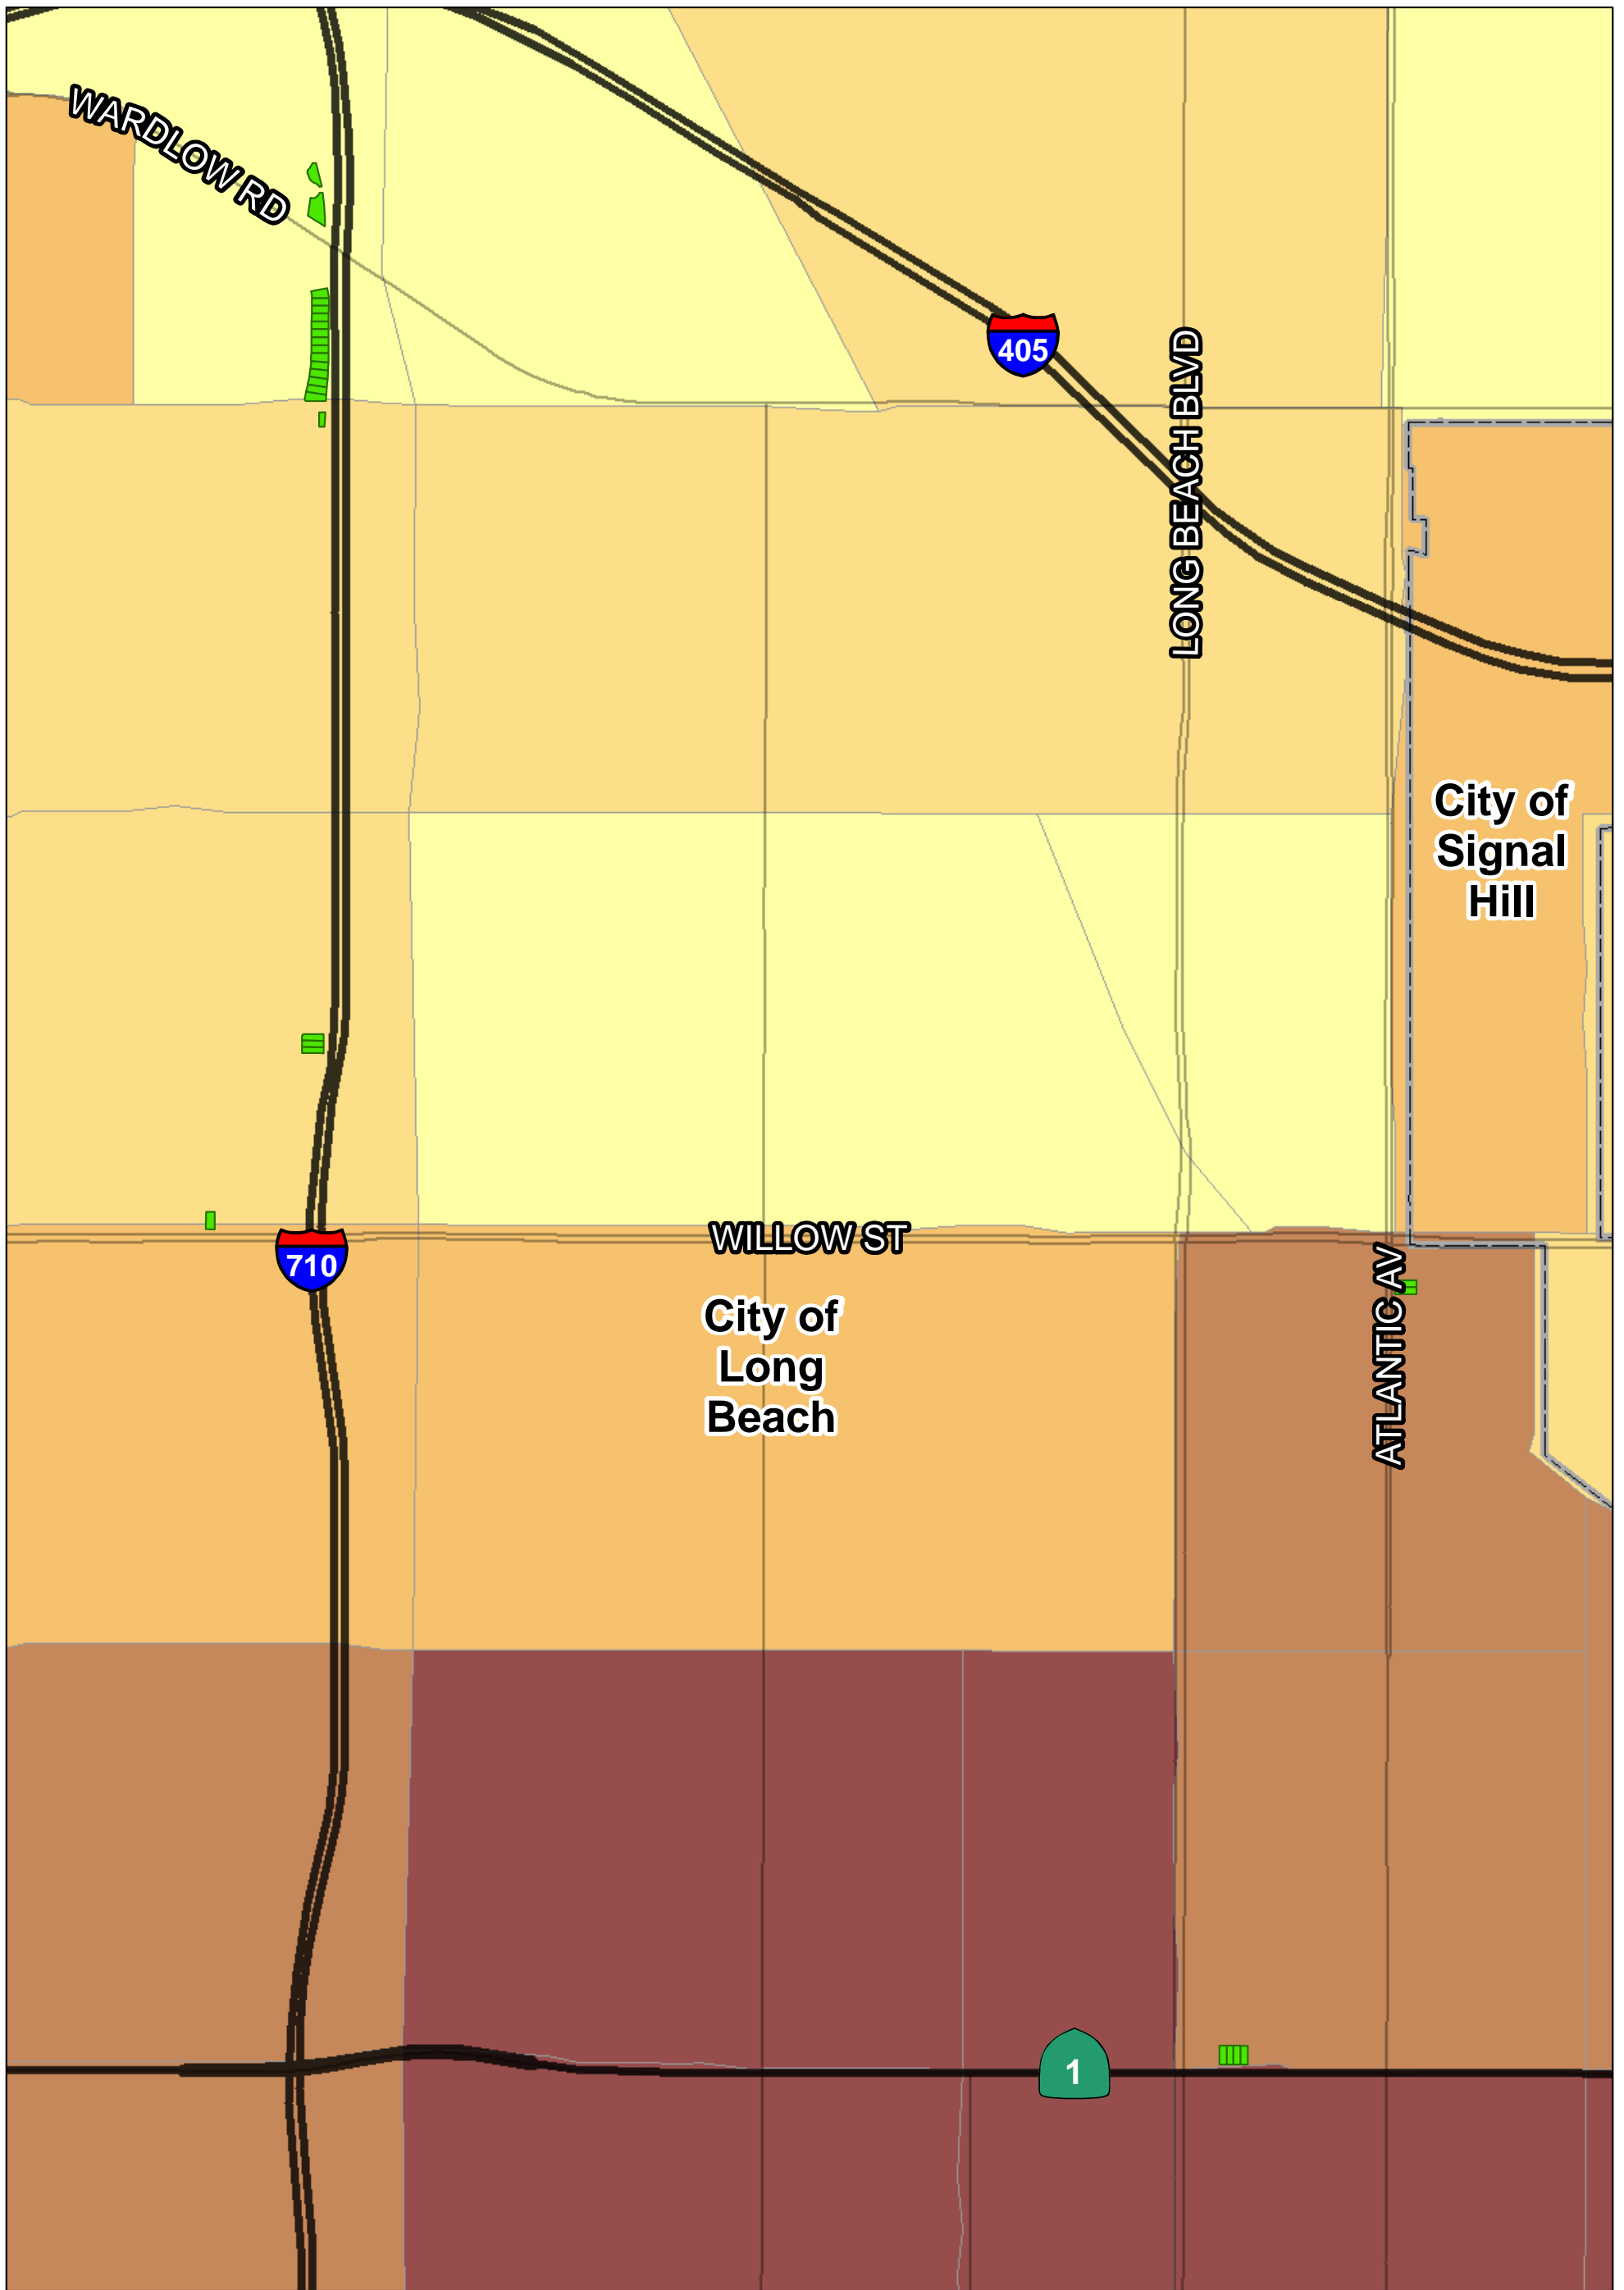 WARDLOW RD
405
LONG BEACH BLVD
City of
Signal
Hill
WILLOW ST
710
City of
Long
Beach
ATLANTIC AV
1